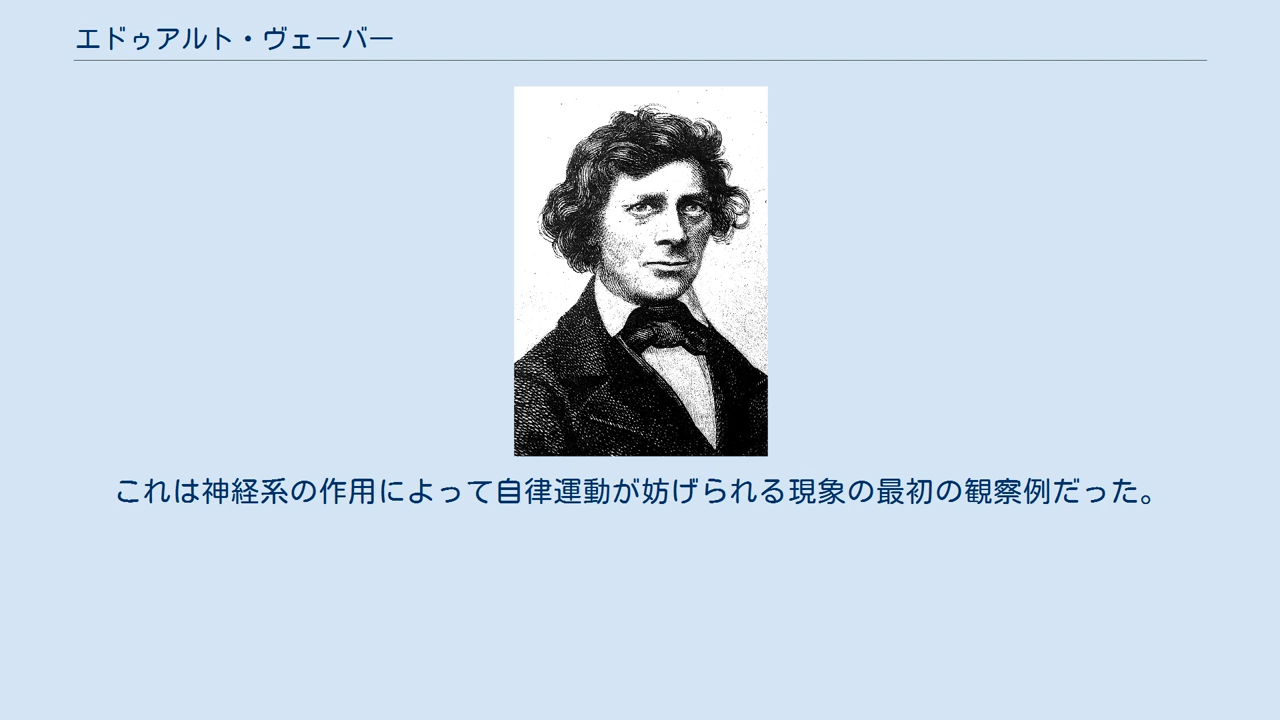 エドゥアルト・ヴェーバー
これは神経系の作用によって自律運動が妨げられる現象の最初の観察例だった。